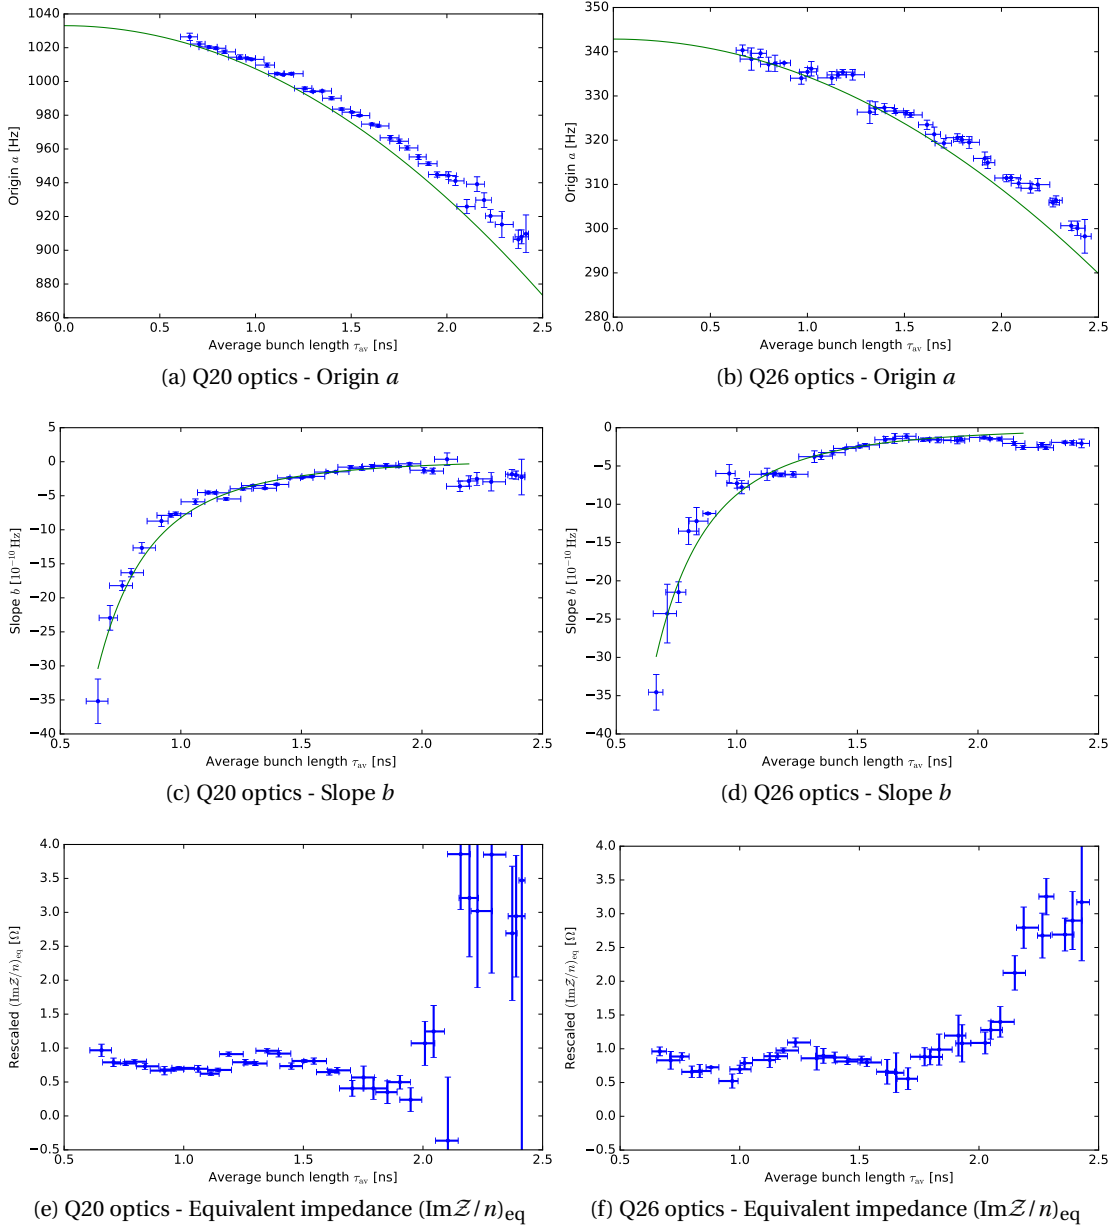 1040
1020
1000
980
960
940
920
900
880
860
Origin a [Hz]
0.0 0.5 1.0 1.5 2.0 2.5
Average bunch length τav [ns]
(a) Q20 optics - Origin a
350
340
330
320
310
300
290
280
Origin a [Hz]
0.0 0.5 1.0 1.5 2.0 2.5
Average bunch length τav [ns]
(b) Q26 optics - Origin a
5
0
−5
−10
−15
−20
−25
−30
−35
−40
Slope b [10⁻¹⁰ Hz]
0.5 1.0 1.5 2.0 2.5
Average bunch length τav [ns]
(c) Q20 optics - Slope b
0
−5
−10
−15
−20
−25
−30
−35
−40
Slope b [10⁻¹⁰ Hz]
0.5 1.0 1.5 2.0 2.5
Average bunch length τav [ns]
(d) Q26 optics - Slope b
4.0
3.5
3.0
2.5
2.0
1.5
1.0
0.5
0.0
−0.5
Rescaled (ImZ/n)eq [Ω]
0.5 1.0 1.5 2.0 2.5
Average bunch length τav [ns]
(e) Q20 optics - Equivalent impedance (ImZ/n)eq
4.0
3.5
3.0
2.5
2.0
1.5
1.0
0.5
0.0
−0.5
Rescaled (ImZ/n)eq [Ω]
0.5 1.0 1.5 2.0 2.5
Average bunch length τav [ns]
(f) Q26 optics - Equivalent impedance (ImZ/n)eq